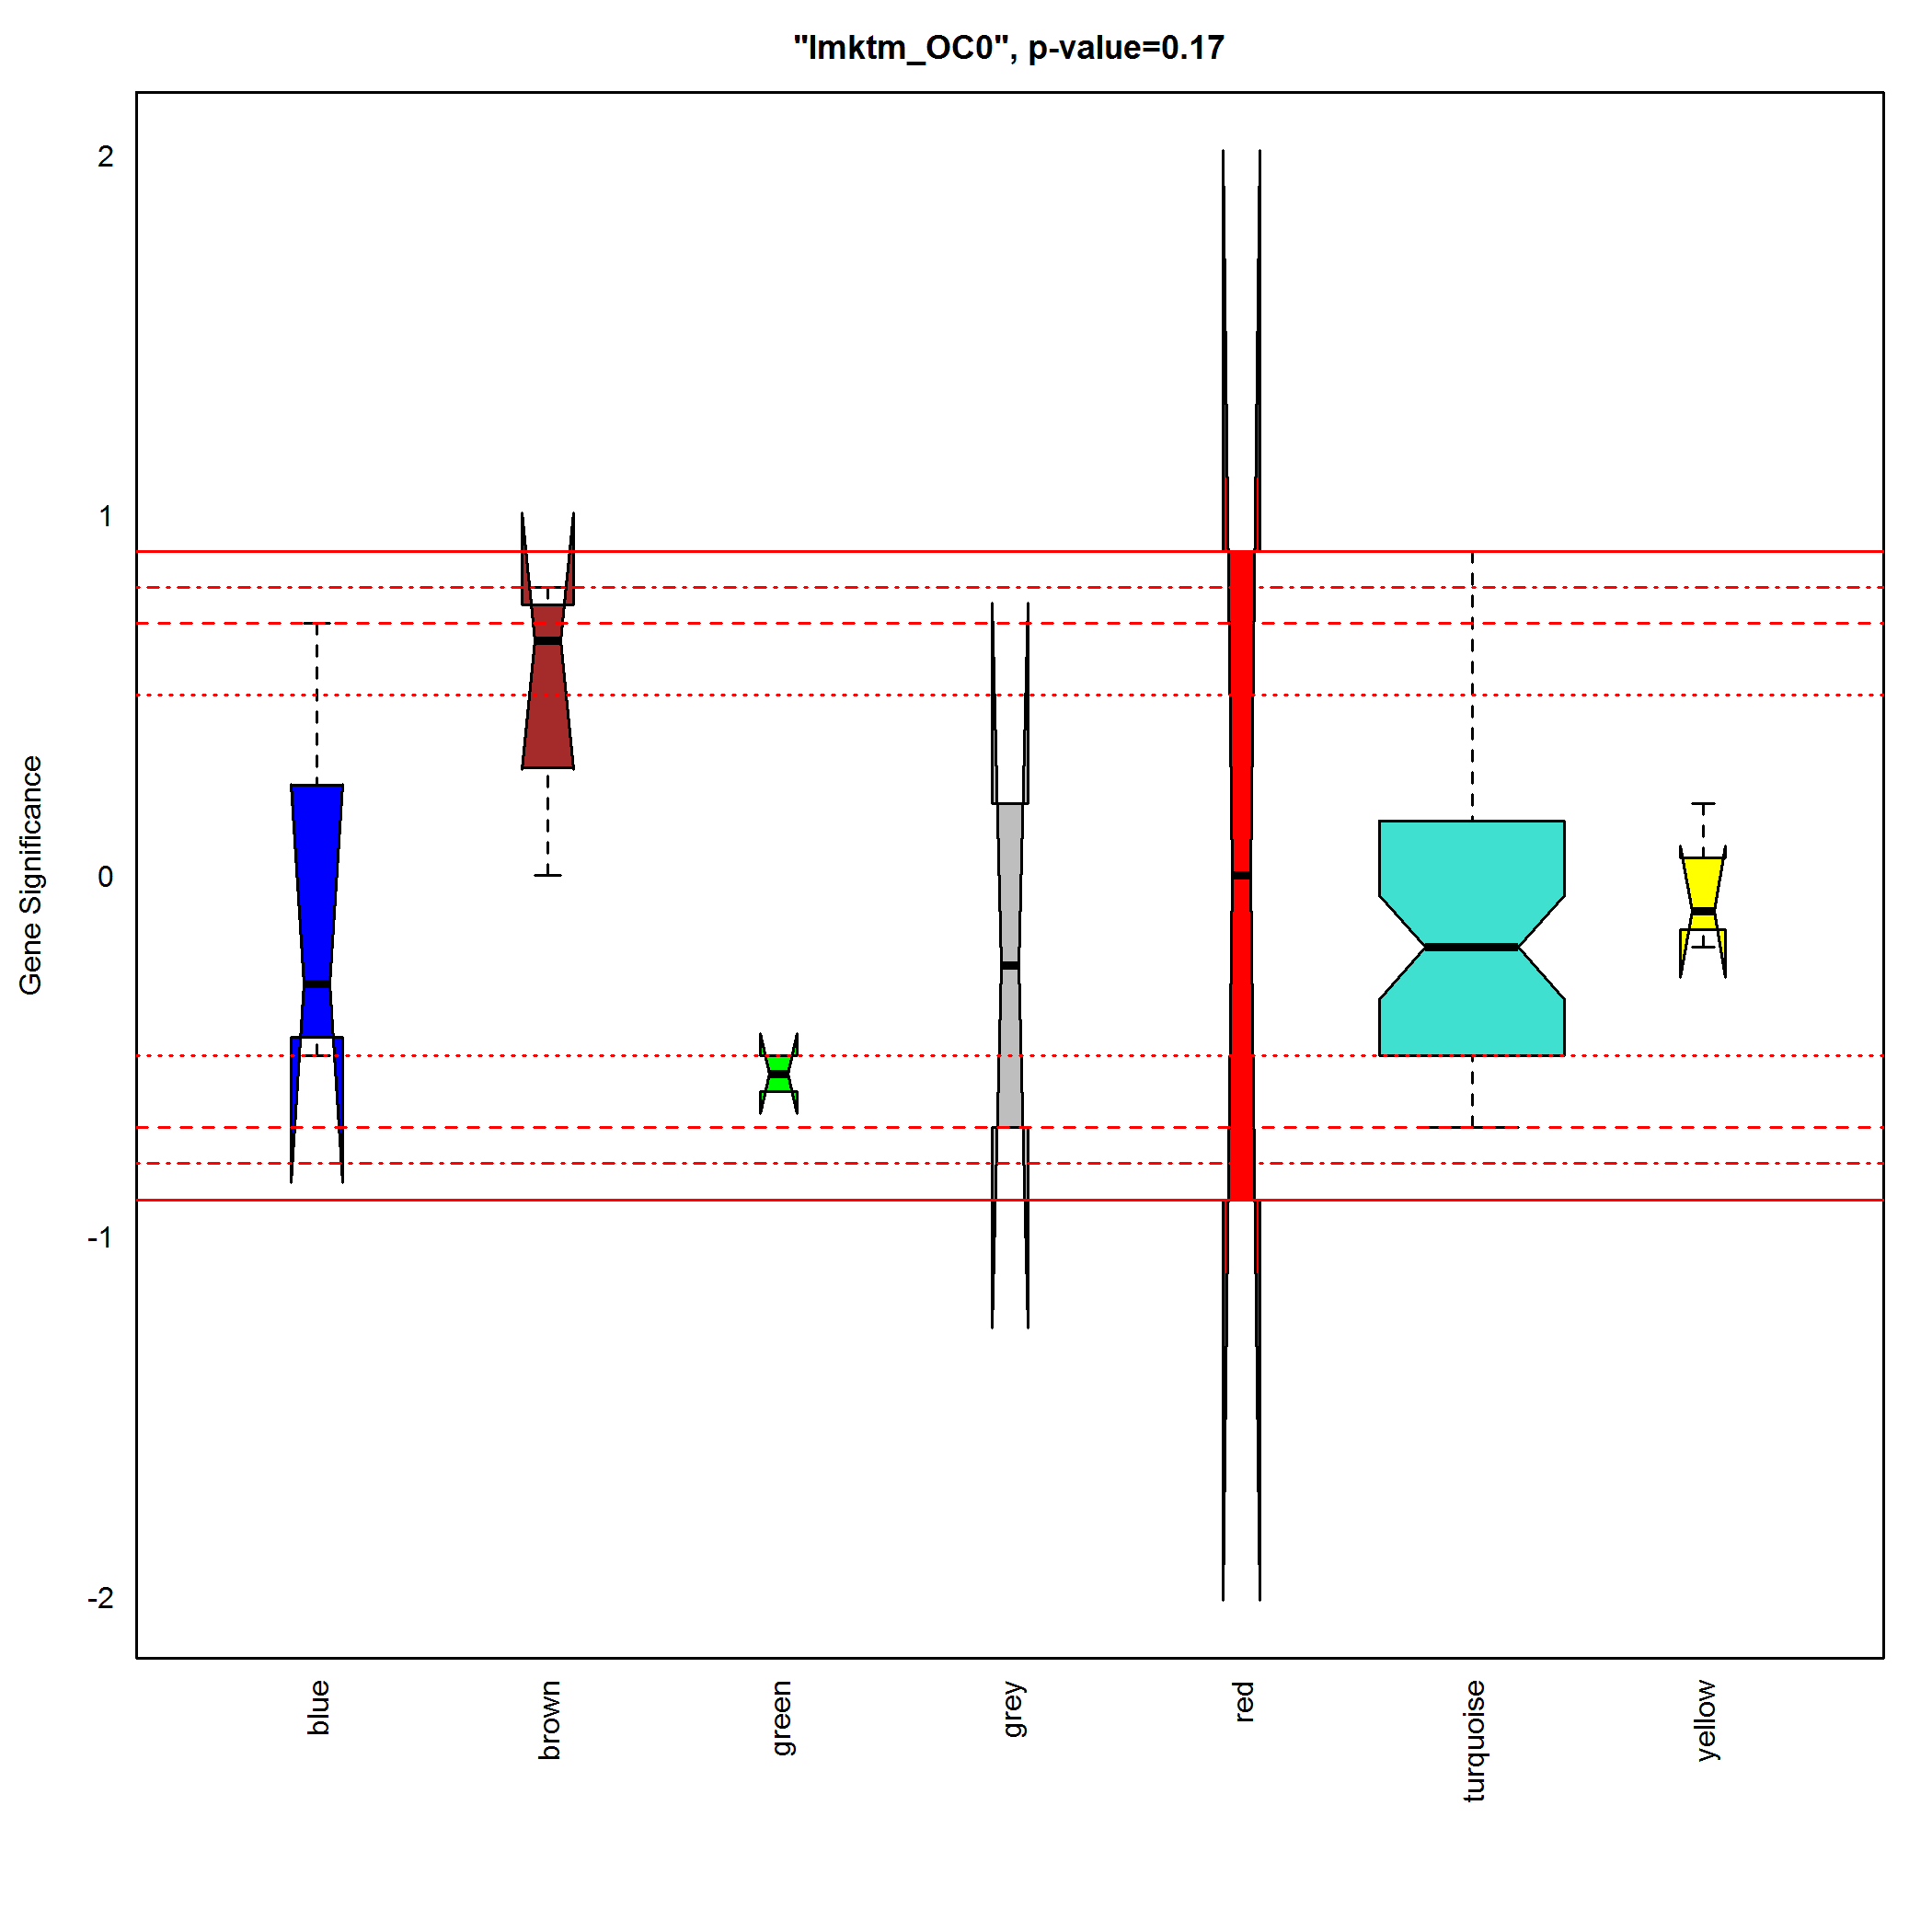 "lmktm_OC0", p-value=0.17
Gene Significance
2
1
0
-1
-2
blue
brown
green
grey
red
turquoise
yellow